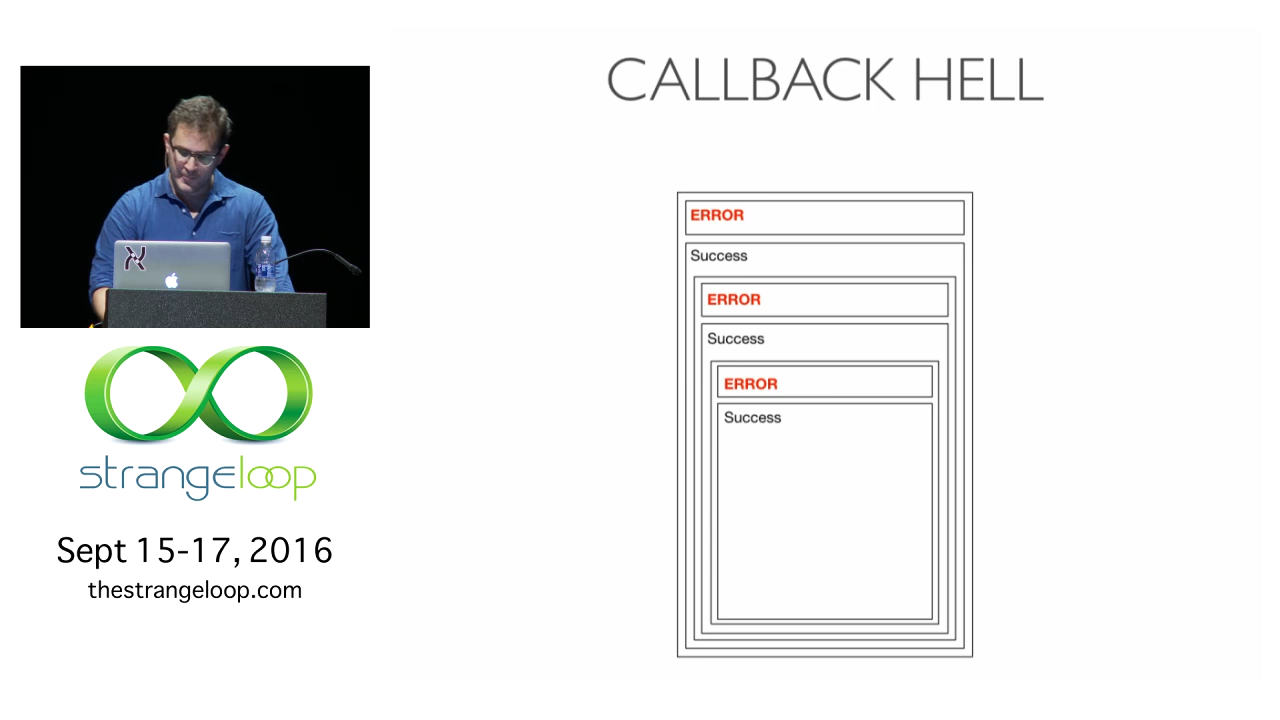 CALLBACK HELL
ERROR
Success
ERROR
Success
ERROR
Success
strangeloop
Sept 15-17, 2016
thestrangeloop.com